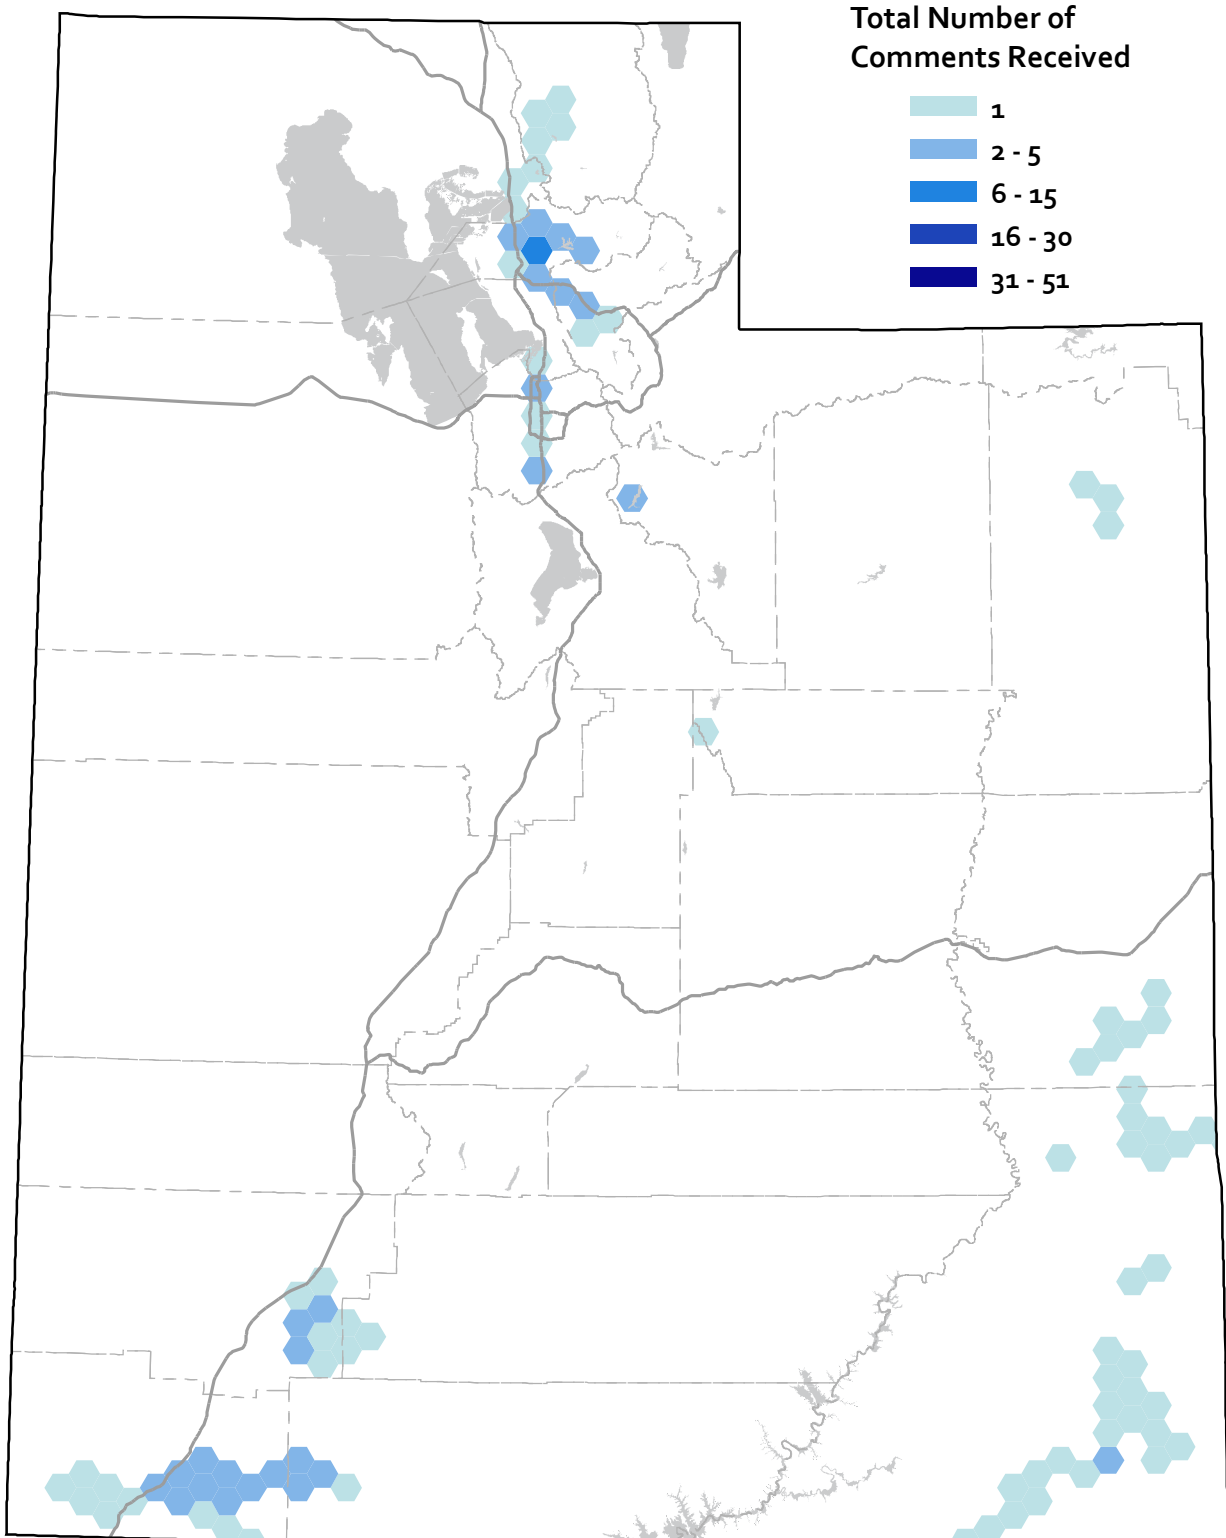 Total Number of
Comments Received
1
2 - 5
6 - 15
16 - 30
31 - 51